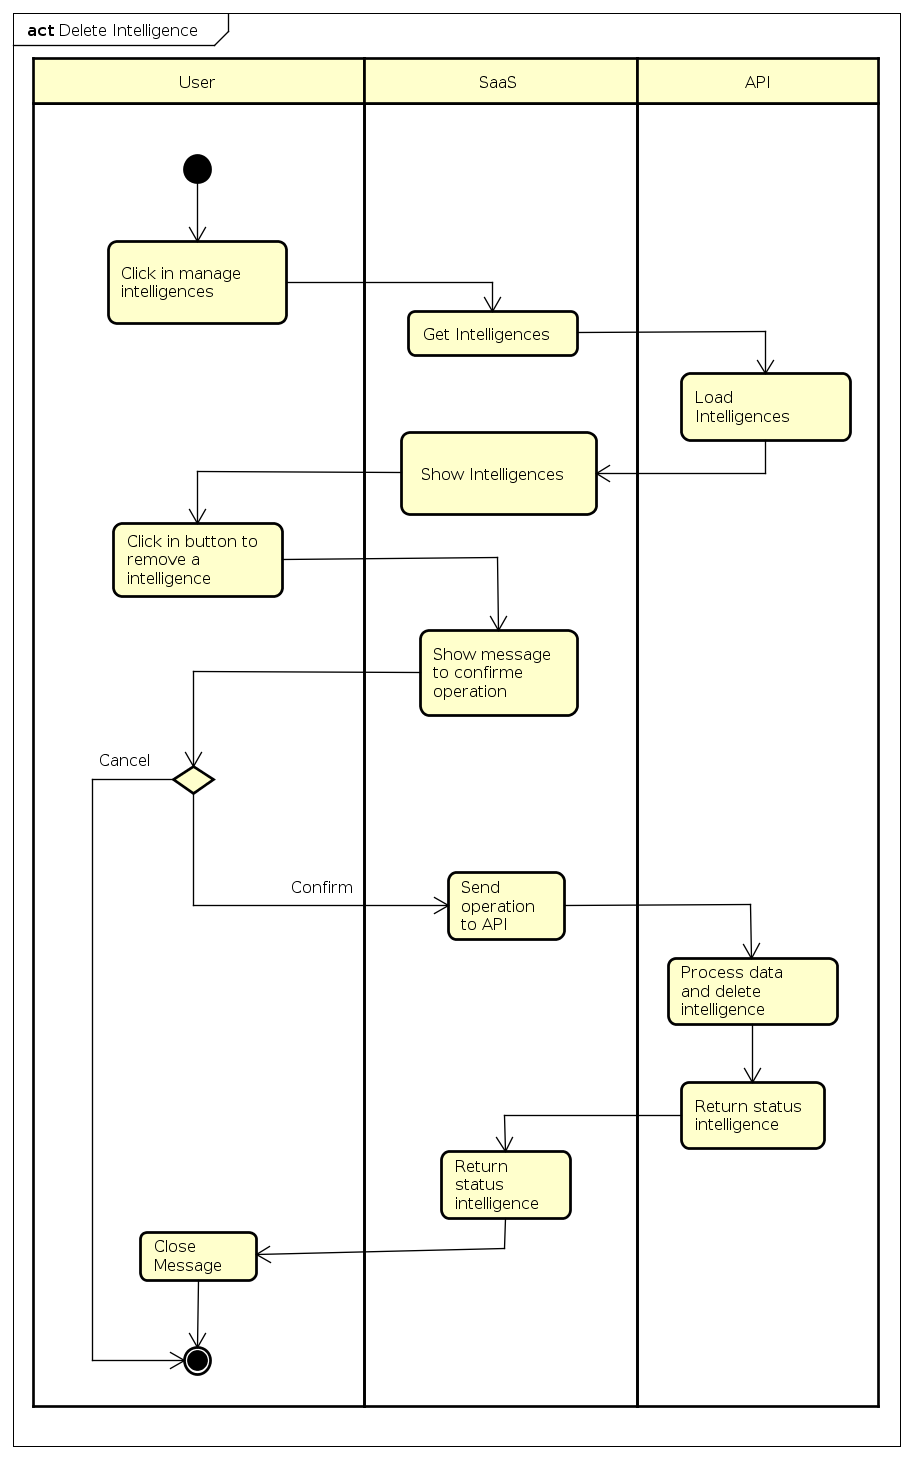 act Delete Intelligence
User
SaaS
API
Click in manage
intelligences
Get Intelligences
Load
Intelligences
Show Intelligences
Click in button to
remove a
intelligence
Show message
to confirme
operation
Cancel
Confirm
Send
operation
to API
Process data
and delete
intelligence
Return status
intelligence
Return
status
intelligence
Close
Message